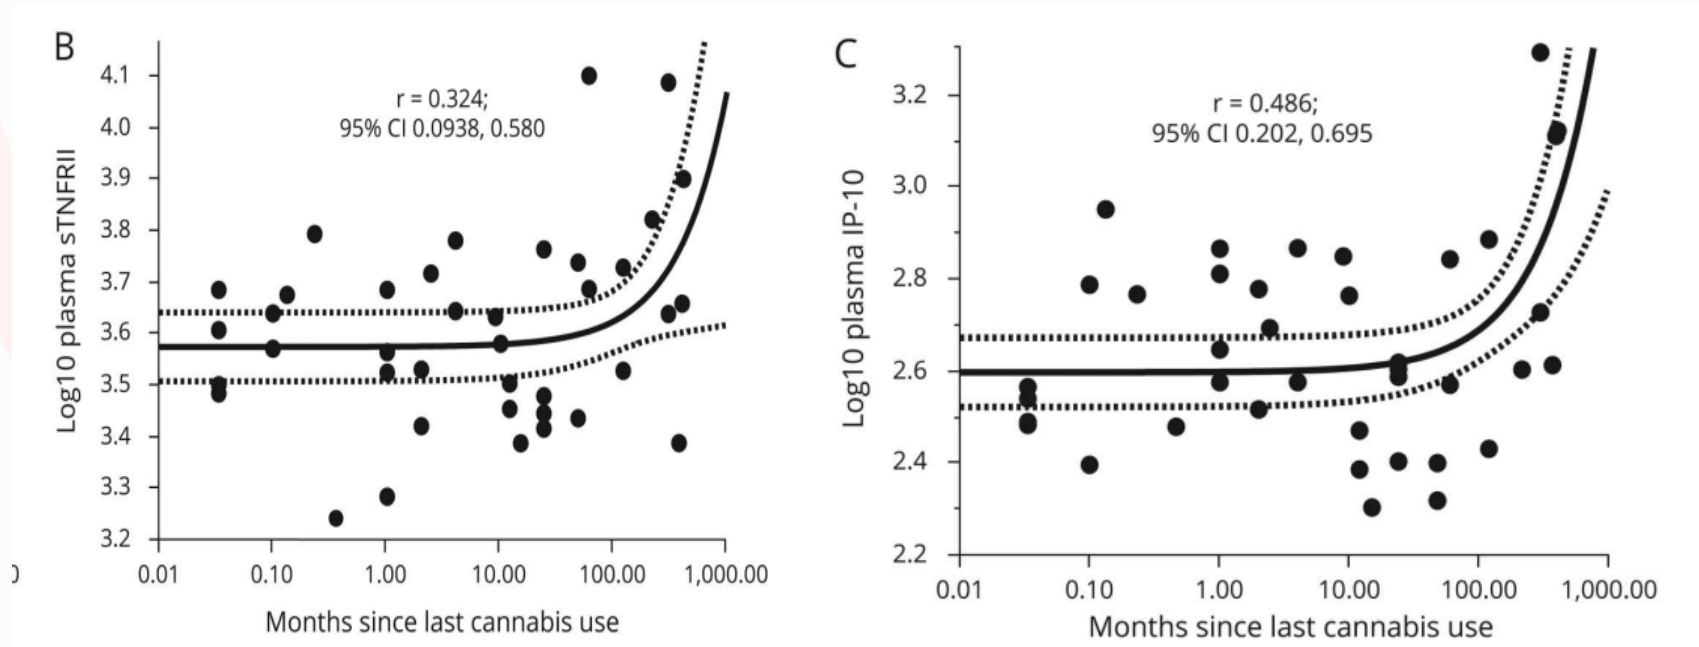 B
r = 0.324;
95% CI 0.0938, 0.580
Log10 plasma sTNFRII
4.1
4.0
3.9
3.8
3.7
3.6
3.5
3.4
3.3
3.2
0.01 0.10 1.00 10.00 100.00 1,000.00
Months since last cannabis use
C
r = 0.486;
95% CI 0.202, 0.695
Log10 plasma IP-10
3.2
3.0
2.8
2.6
2.4
2.2
0.01 0.10 1.00 10.00 100.00 1,000.00
Months since last cannabis use